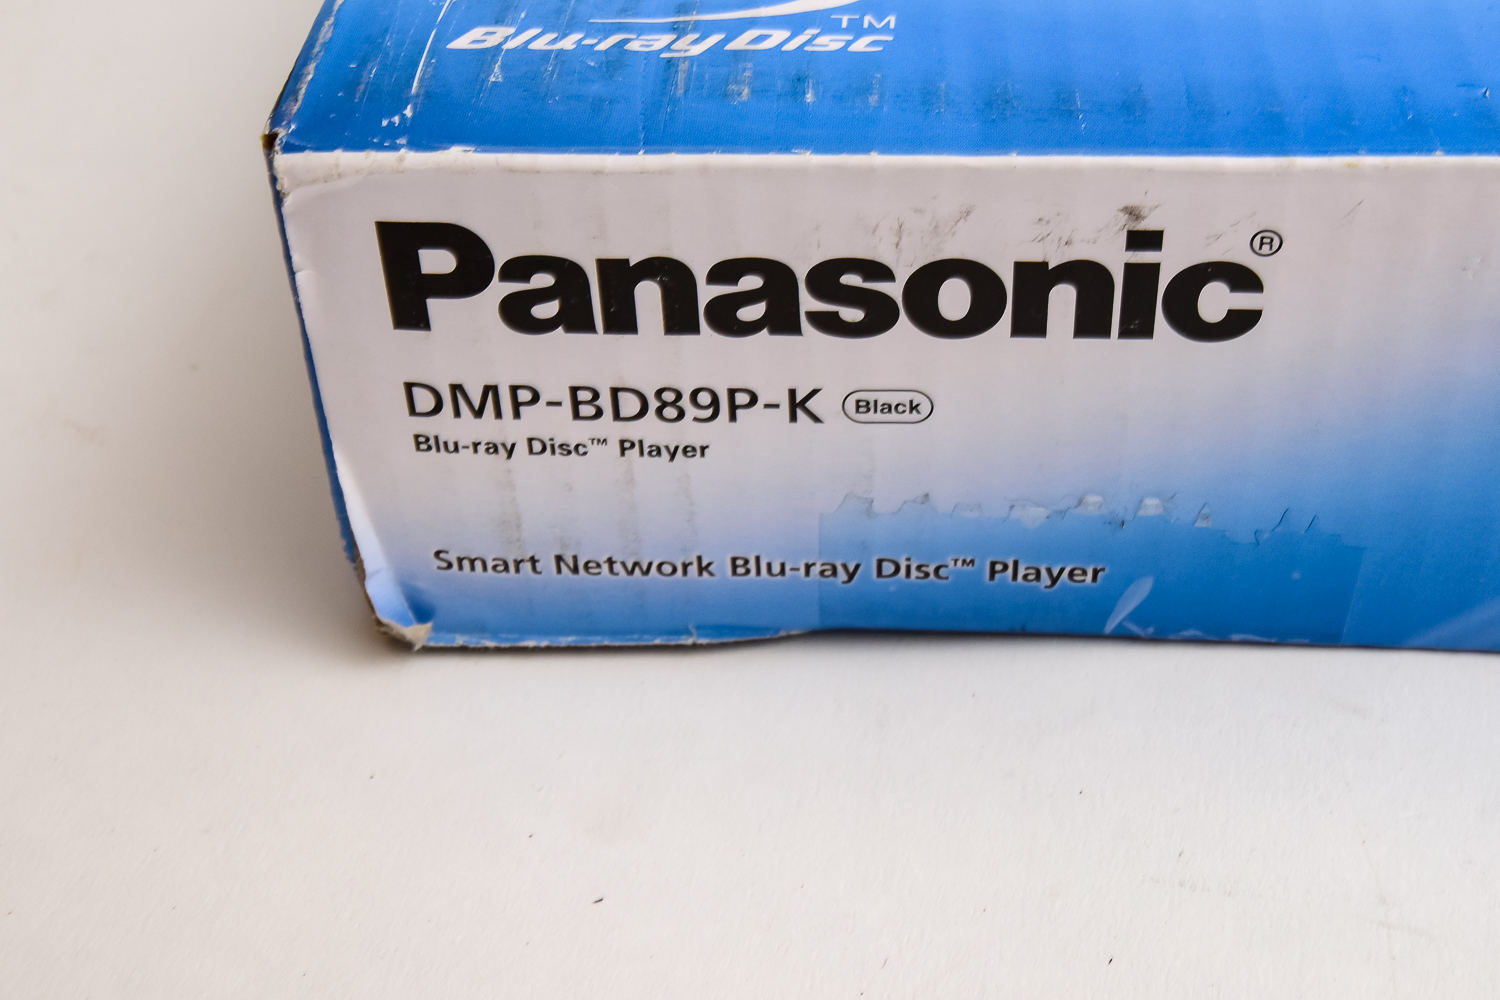 Blu-ray Disc™
Panasonic®
DMP-BD89P-K Black
Blu-ray Disc™ Player
Smart Network Blu-ray Disc™ Player